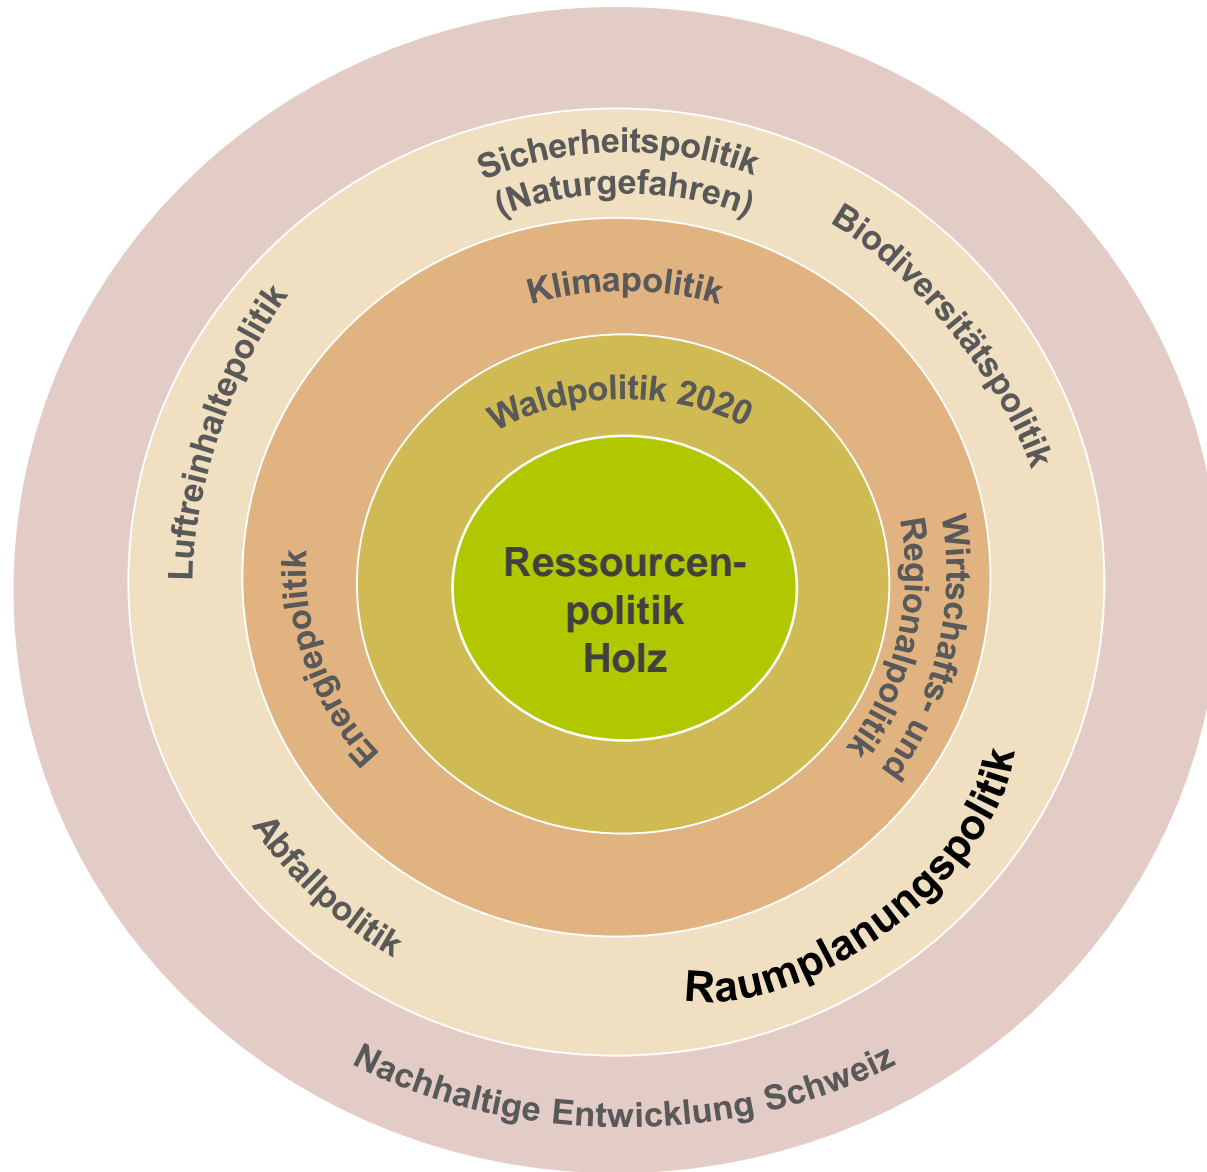 Sicherheitspolitik
(Naturgefahren)
Biodiversitätspolitik
Klimapolitik
Luftreinhaltepolitik
Waldpolitik 2020
Wirtschafts- und
Regionalpolitik
Ressourcen-
politik
Holz
Energiepolitik
Raumplanungspolitik
Abfallpolitik
Nachhaltige Entwicklung Schweiz